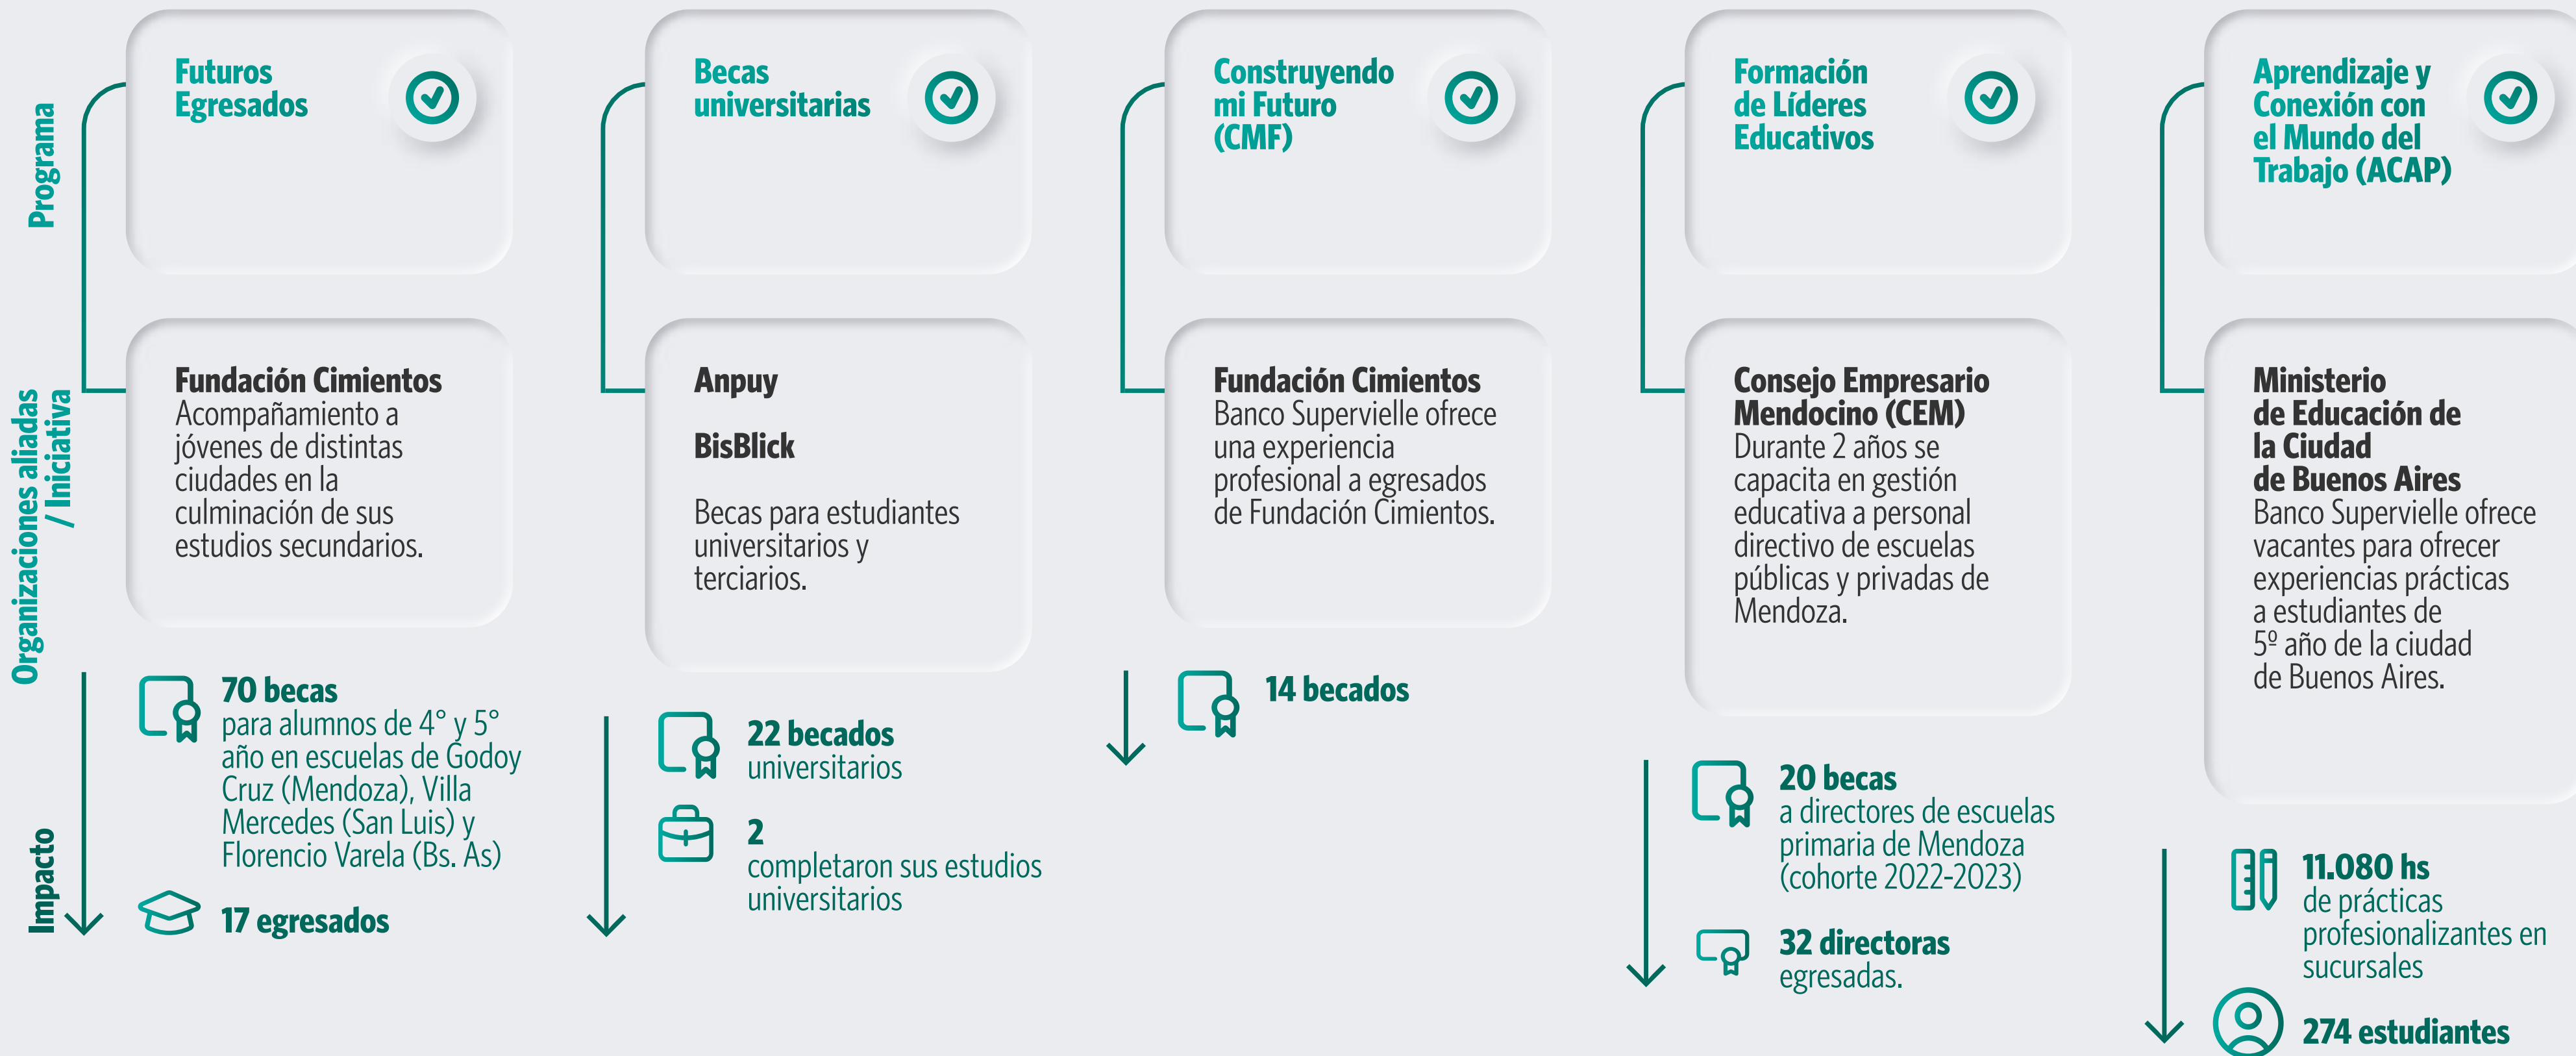 Programa
Organizaciones aliadas
/ Iniciativa
Impacto
Futuros
Egresados
Fundación Cimientos
Acompañamiento a
jóvenes de distintas
ciudades en la
culminación de sus
estudios secundarios.
70 becas
para alumnos de 4° y 5°
año en escuelas de Godoy
Cruz (Mendoza), Villa
Mercedes (San Luis) y
Florencio Varela (Bs. As)
17 egresados
Becas
universitarias
Anpuy
BisBlick
Becas para estudiantes
universitarios y
terciarios.
22 becados
universitarios
2
completaron sus estudios
universitarios
Construyendo
mi Futuro
(CMF)
Fundación Cimientos
Banco Supervielle ofrece
una experiencia
profesional a egresados
de Fundación Cimientos.
14 becados
Formación
de Líderes
Educativos
Consejo Empresario
Mendocino (CEM)
Durante 2 años se
capacita en gestión
educativa a personal
directivo de escuelas
públicas y privadas de
Mendoza.
20 becas
a directores de escuelas
primaria de Mendoza
(cohorte 2022-2023)
32 directoras
egresadas.
Aprendizaje y
Conexión con
el Mundo del
Trabajo (ACAP)
Ministerio
de Educación de
la Ciudad
de Buenos Aires
Banco Supervielle ofrece
vacantes para ofrecer
experiencias prácticas
a estudiantes de
5º año de la ciudad
de Buenos Aires.
11.080 hs
de prácticas
profesionalizantes en
sucursales
274 estudiantes